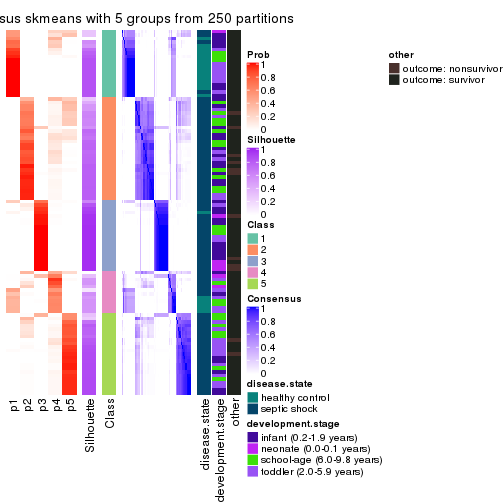 sus skmeans with 5 groups from 250 partitions
Prob
1
0.8
0.6
0.4
0.2
0
Silhouette
1
0.8
0.6
0.4
0.2
0
Class
1
2
3
4
5
Consensus
1
0.8
0.6
0.4
0.2
0
disease.state
healthy control
septic shock
development.stage
infant (0.2-1.9 years)
neonate (0.0-0.1 years)
school-age (6.0-9.8 years)
toddler (2.0-5.9 years)
other
outcome: nonsurvivor
outcome: survivor
p1
p2
p3
p4
p5
Silhouette
Class
disease.state
development.stage
other